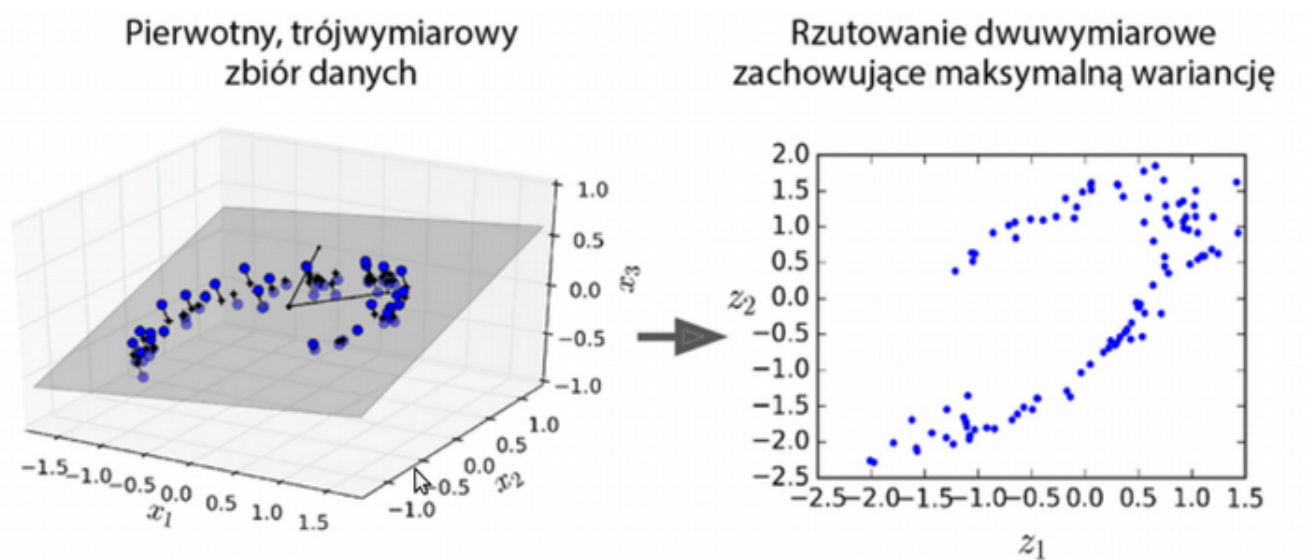 Pierwotny, trójwymiarowy
zbiór danych
Rzutowanie dwuwymiarowe
zachowujące maksymalną wariancję
1.0
0.5
0.0
−0.5
−1.0
x3
1.0
0.5
0.0
−0.5
−1.0
x2
−1.5 −1.0 −0.5 0.0 0.5 1.0 1.5
x1
2.0
1.5
1.0
0.5
0.0
−0.5
−1.0
−1.5
−2.0
−2.5
z2
−2.5 −2.0 −1.5 −1.0 −0.5 0.0 0.5 1.0 1.5
z1